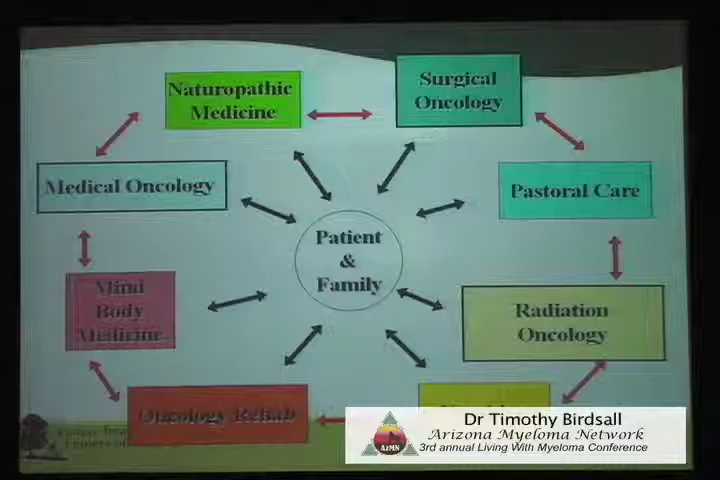 Naturopathic
Medicine
Surgical
Oncology
Medical Oncology
Pastoral Care
Patient
&
Family
Mind
Body
Medicine
Radiation
Oncology
Oncology Rehab
Dr Timothy Birdsall
Arizona Myeloma Network
AzMN
3rd annual Living With Myeloma Conference